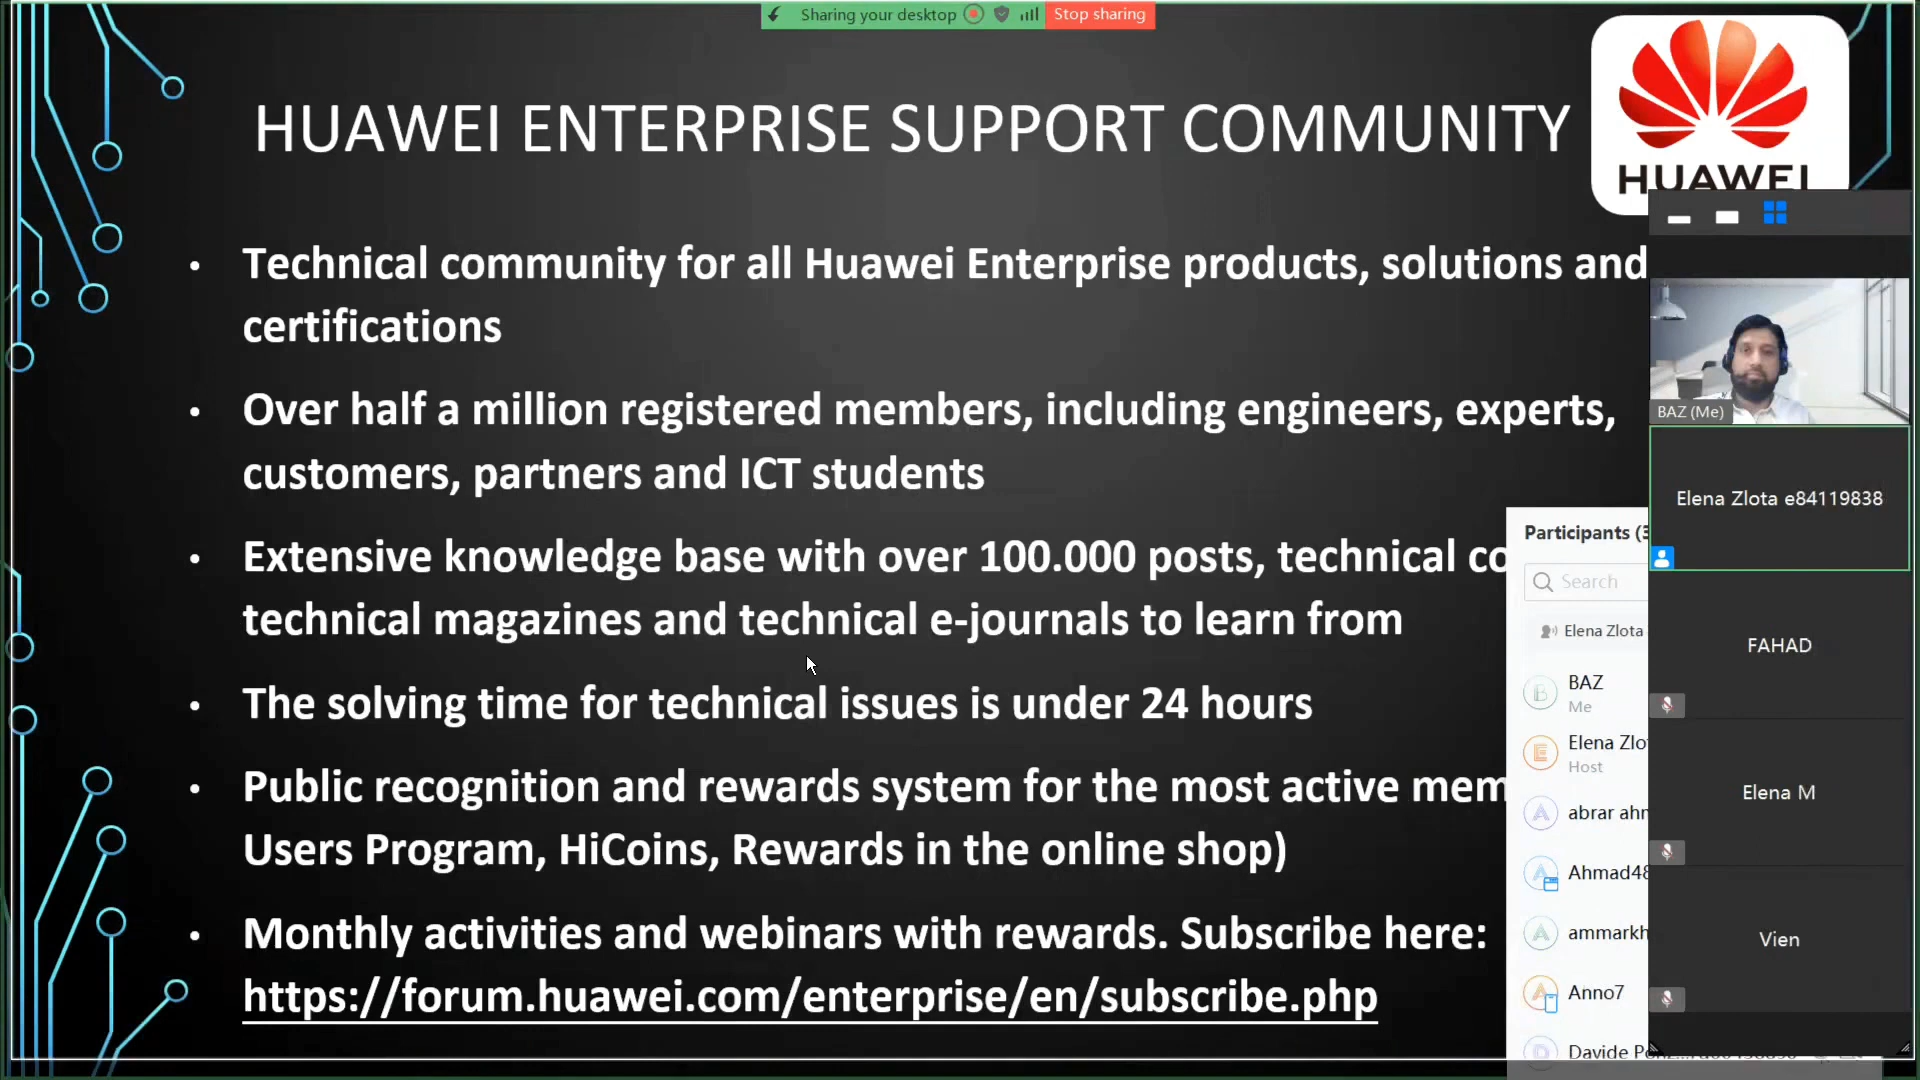 Sharing your desktop Stop sharing
HUAWEI ENTERPRISE SUPPORT COMMUNITY
HUAWEI
• Technical community for all Huawei Enterprise products, solutions and
certifications
• Over half a million registered members, including engineers, experts,
customers, partners and ICT students
• Extensive knowledge base with over 100.000 posts, technical co
technical magazines and technical e-journals to learn from
• The solving time for technical issues is under 24 hours
• Public recognition and rewards system for the most active mem
Users Program, HiCoins, Rewards in the online shop)
• Monthly activities and webinars with rewards. Subscribe here:
https://forum.huawei.com/enterprise/en/subscribe.php
BAZ (Me)
Elena Zlota e84119838
FAHAD
Elena M
Vien
Participants (3
Search
Elena Zlota
B BAZ
Me
E Elena Zlo
Host
A abrar ahr
A Ahmad48
A ammarkh
A Anno7
D Davide